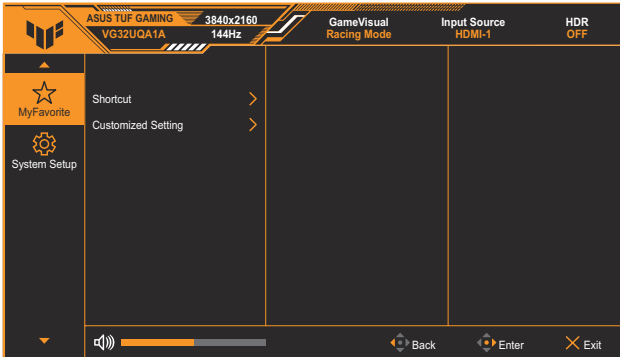 ASUS TUF GAMING 3840x2160 GameVisual Input Source HDR
VG32UQA1A 144Hz Racing Mode HDMI-1 OFF
MyFavorite
System Setup
Shortcut
Customized Setting
Back Enter Exit